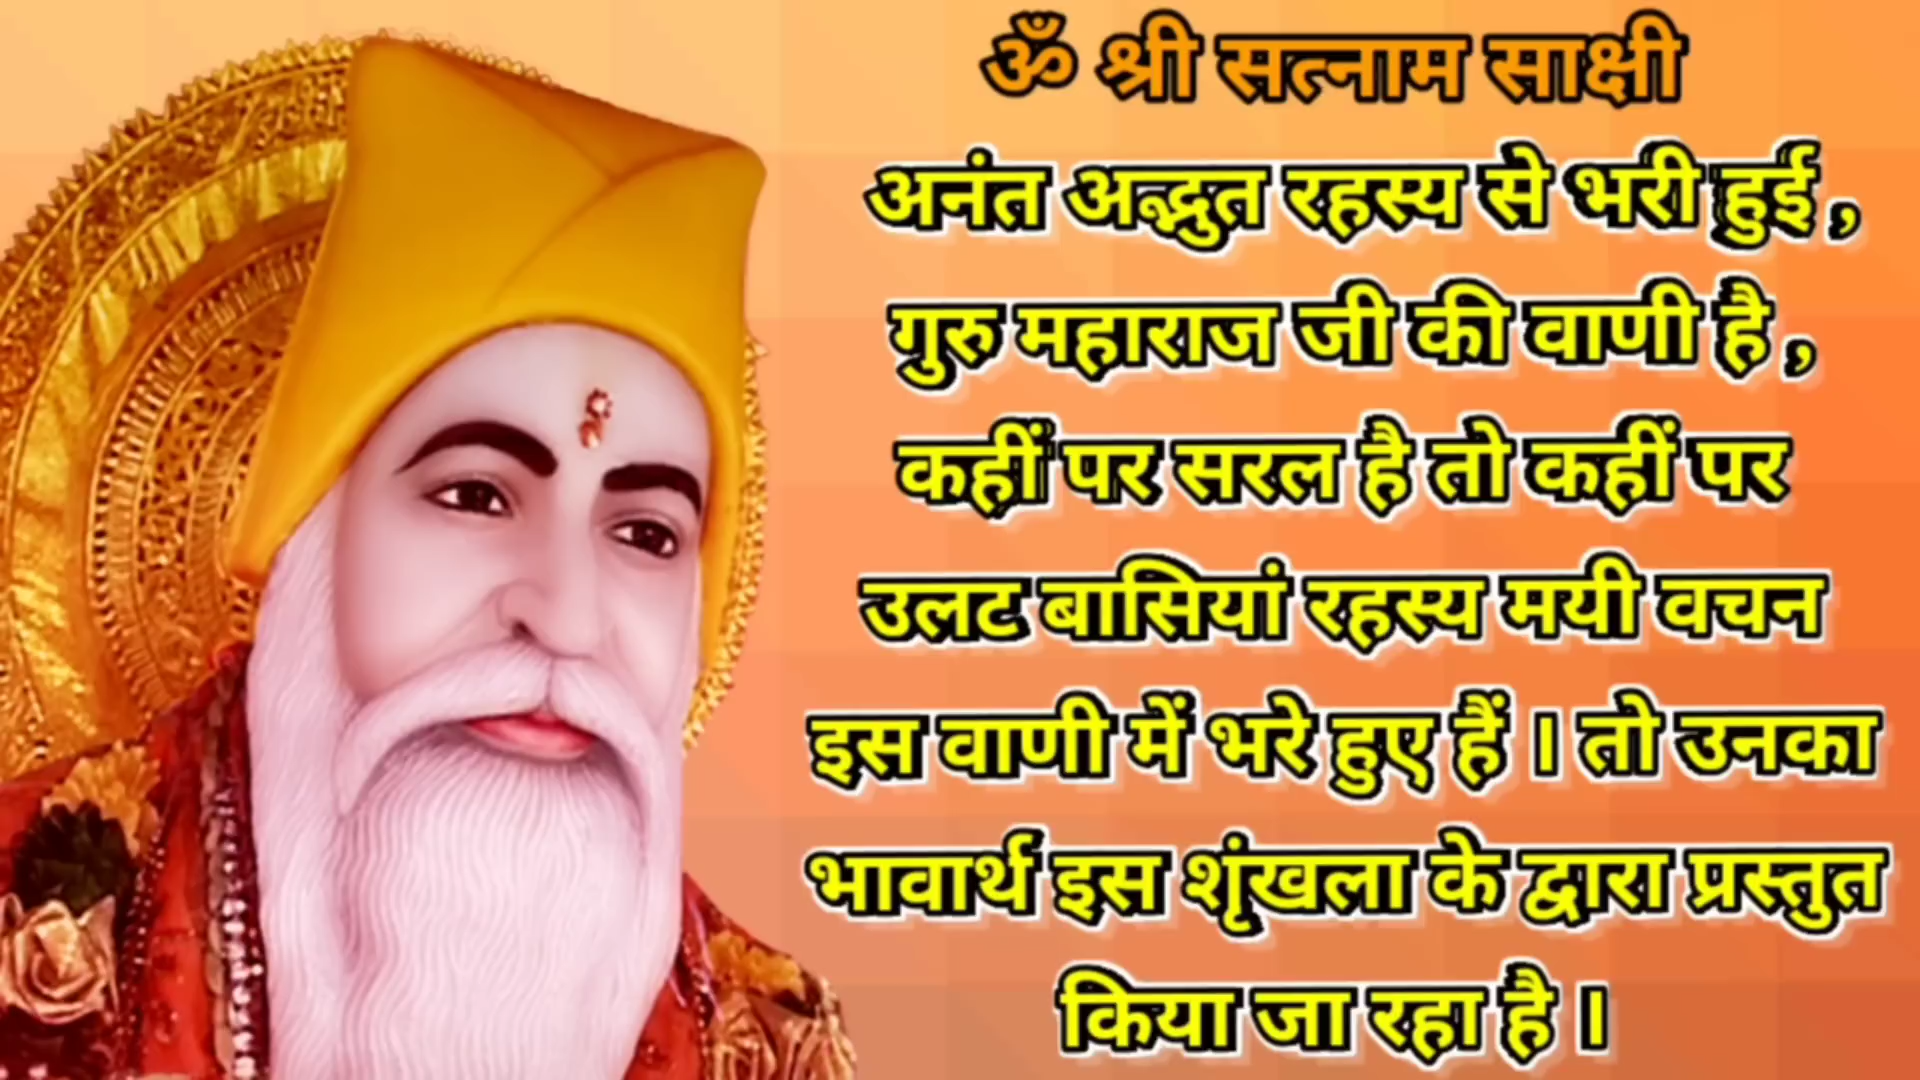 ॐ श्री सत्नाम साक्षी
अनंत अद्भुत रहस्य से भरी हुई ,
गुरु महाराज जी की वाणी है ,
कहीं पर सरल है तो कहीं पर
उलट बासियां रहस्य मयी वचन
इस वाणी में भरे हुए हैं । तो उनका
भावार्थ इस शृंखला के द्वारा प्रस्तुत
किया जा रहा है ।